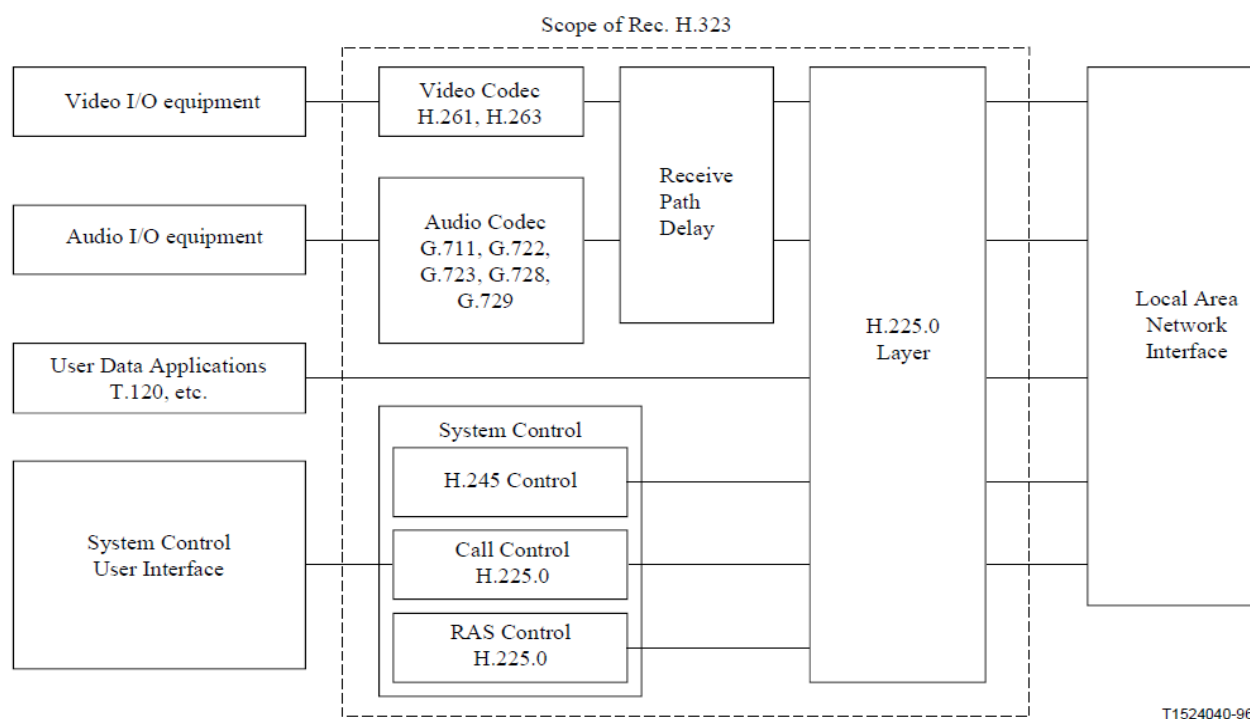 Scope of Rec. H.323
Video I/O equipment
Video Codec
H.261, H.263
Receive
Path
Delay
Audio I/O equipment
Audio Codec
G.711, G.722,
G.723, G.728,
G.729
H.225.0
Layer
Local Area
Network
Interface
User Data Applications
T.120, etc.
System Control
H.245 Control
System Control
User Interface
Call Control
H.225.0
RAS Control
H.225.0
T1524040-96